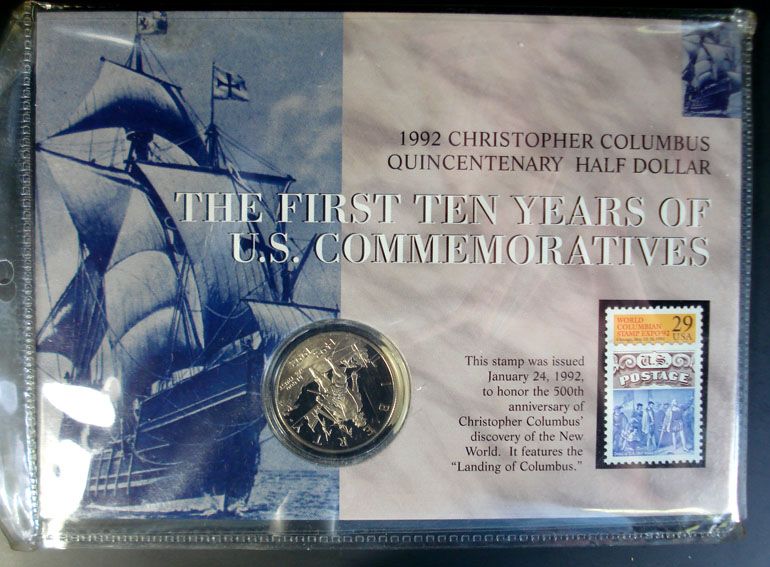 1992 CHRISTOPHER COLUMBUS
QUINCENTENARY HALF DOLLAR
THE FIRST TEN YEARS OF
U.S. COMMEMORATIVES
This stamp was issued
January 24, 1992,
to honor the 500th
anniversary of
Christopher Columbus'
discovery of the New
World. It features the
“Landing of Columbus.”
WORLD
COLUMBIAN
STAMP EXPO '92
29
USA
U.S.
POSTAGE
LIBERTY